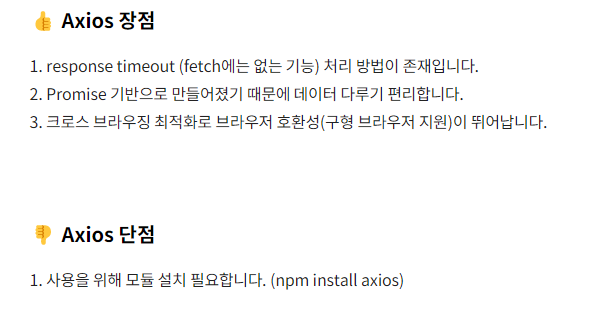 👍 Axios 장점
1. response timeout (fetch에는 없는 기능) 처리 방법이 존재입니다.
2. Promise 기반으로 만들어졌기 때문에 데이터 다루기 편리합니다.
3. 크로스 브라우징 최적화로 브라우저 호환성(구형 브라우저 지원)이 뛰어납니다.
👎 Axios 단점
1. 사용을 위해 모듈 설치 필요합니다. (npm install axios)